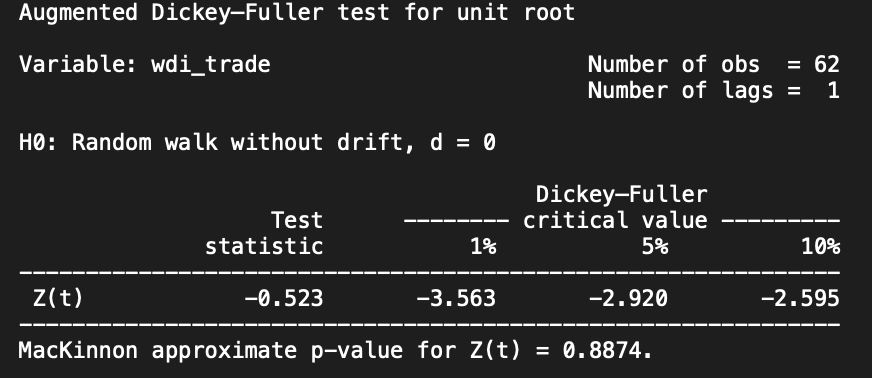 Augmented Dickey–Fuller test for unit root
Variable: wdi_trade Number of obs = 62
Number of lags = 1
H0: Random walk without drift, d = 0
Dickey–Fuller
Test -------- critical value ---------
statistic 1% 5% 10%
Z(t) -0.523 -3.563 -2.920 -2.595
MacKinnon approximate p-value for Z(t) = 0.8874.